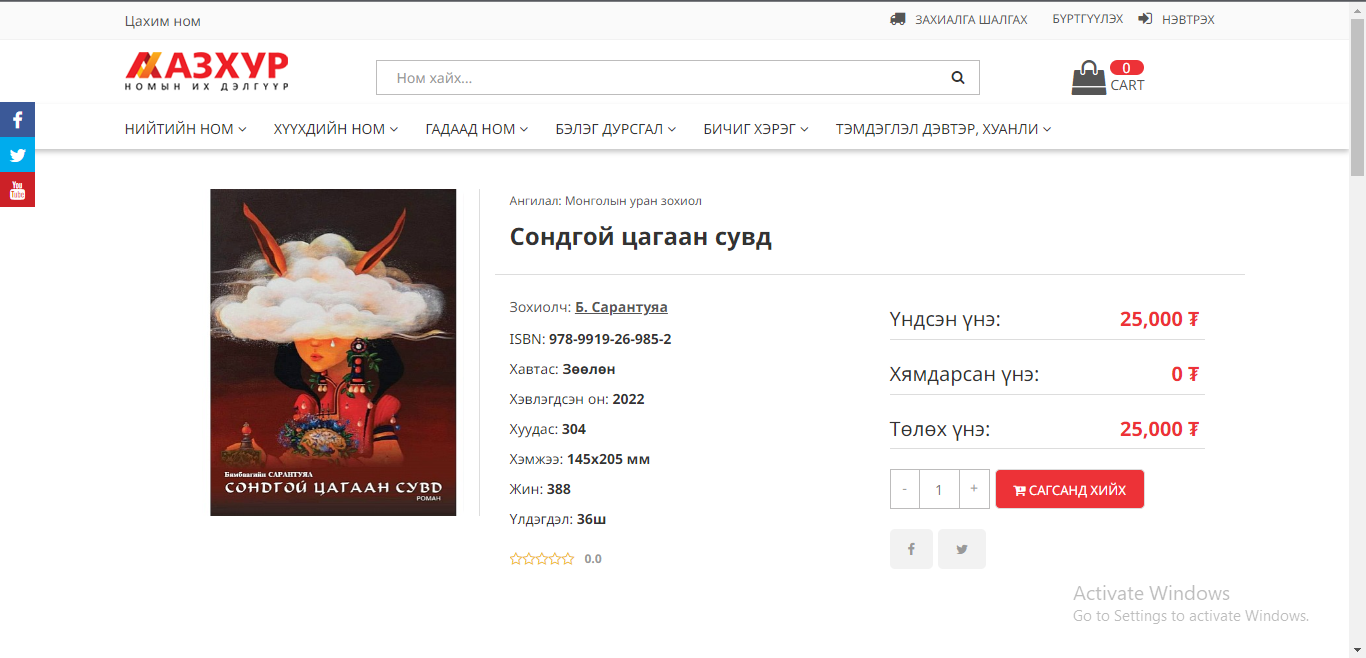 Цахим ном
ЗАХИАЛГА ШАЛГАХ
БҮРТГҮҮЛЭХ
НЭВТРЭХ
АЗХУР
НОМЫН ИХ ДЭЛГҮҮР
Ном хайх...
0
CART
НИЙТИЙН НОМ
ХҮҮХДИЙН НОМ
ГАДААД НОМ
БЭЛЭГ ДУРСГАЛ
БИЧИГ ХЭРЭГ
ТЭМДЭГЛЭЛ ДЭВТЭР, ХУАНЛИ
You
Tube
Бямбаагийн САРАНТУЯА
СОНДГОЙ ЦАГААН СУВД
РОМАН
Ангилал: Монголын уран зохиол
Сондгой цагаан сувд
Зохиолч: Б. Сарантуяа
ISBN: 978-9919-26-985-2
Хавтас: Зөөлөн
Хэвлэгдсэн он: 2022
Хуудас: 304
Хэмжээ: 145x205 мм
Жин: 388
Үлдэгдэл: 36ш
0.0
Үндсэн үнэ: 25,000 ₮
Хямдарсан үнэ: 0 ₮
Төлөх үнэ: 25,000 ₮
- 1 +
САГСАНД ХИЙХ
Activate Windows
Go to Settings to activate Windows.